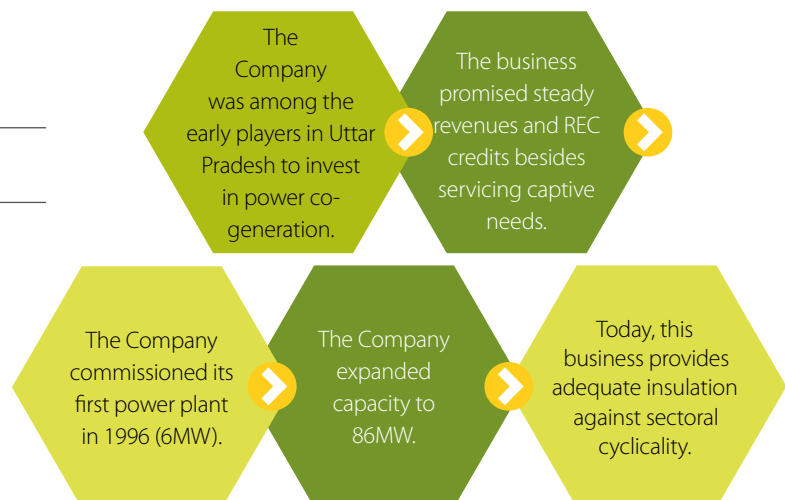 The
Company
was among the
early players in Uttar
Pradesh to invest
in power co-
generation.
The business
promised steady
revenues and REC
credits besides
servicing captive
needs.
The Company
commissioned its
first power plant
in 1996 (6MW).
The Company
expanded
capacity to
86MW.
Today, this
business provides
adequate insulation
against sectoral
cyclicality.